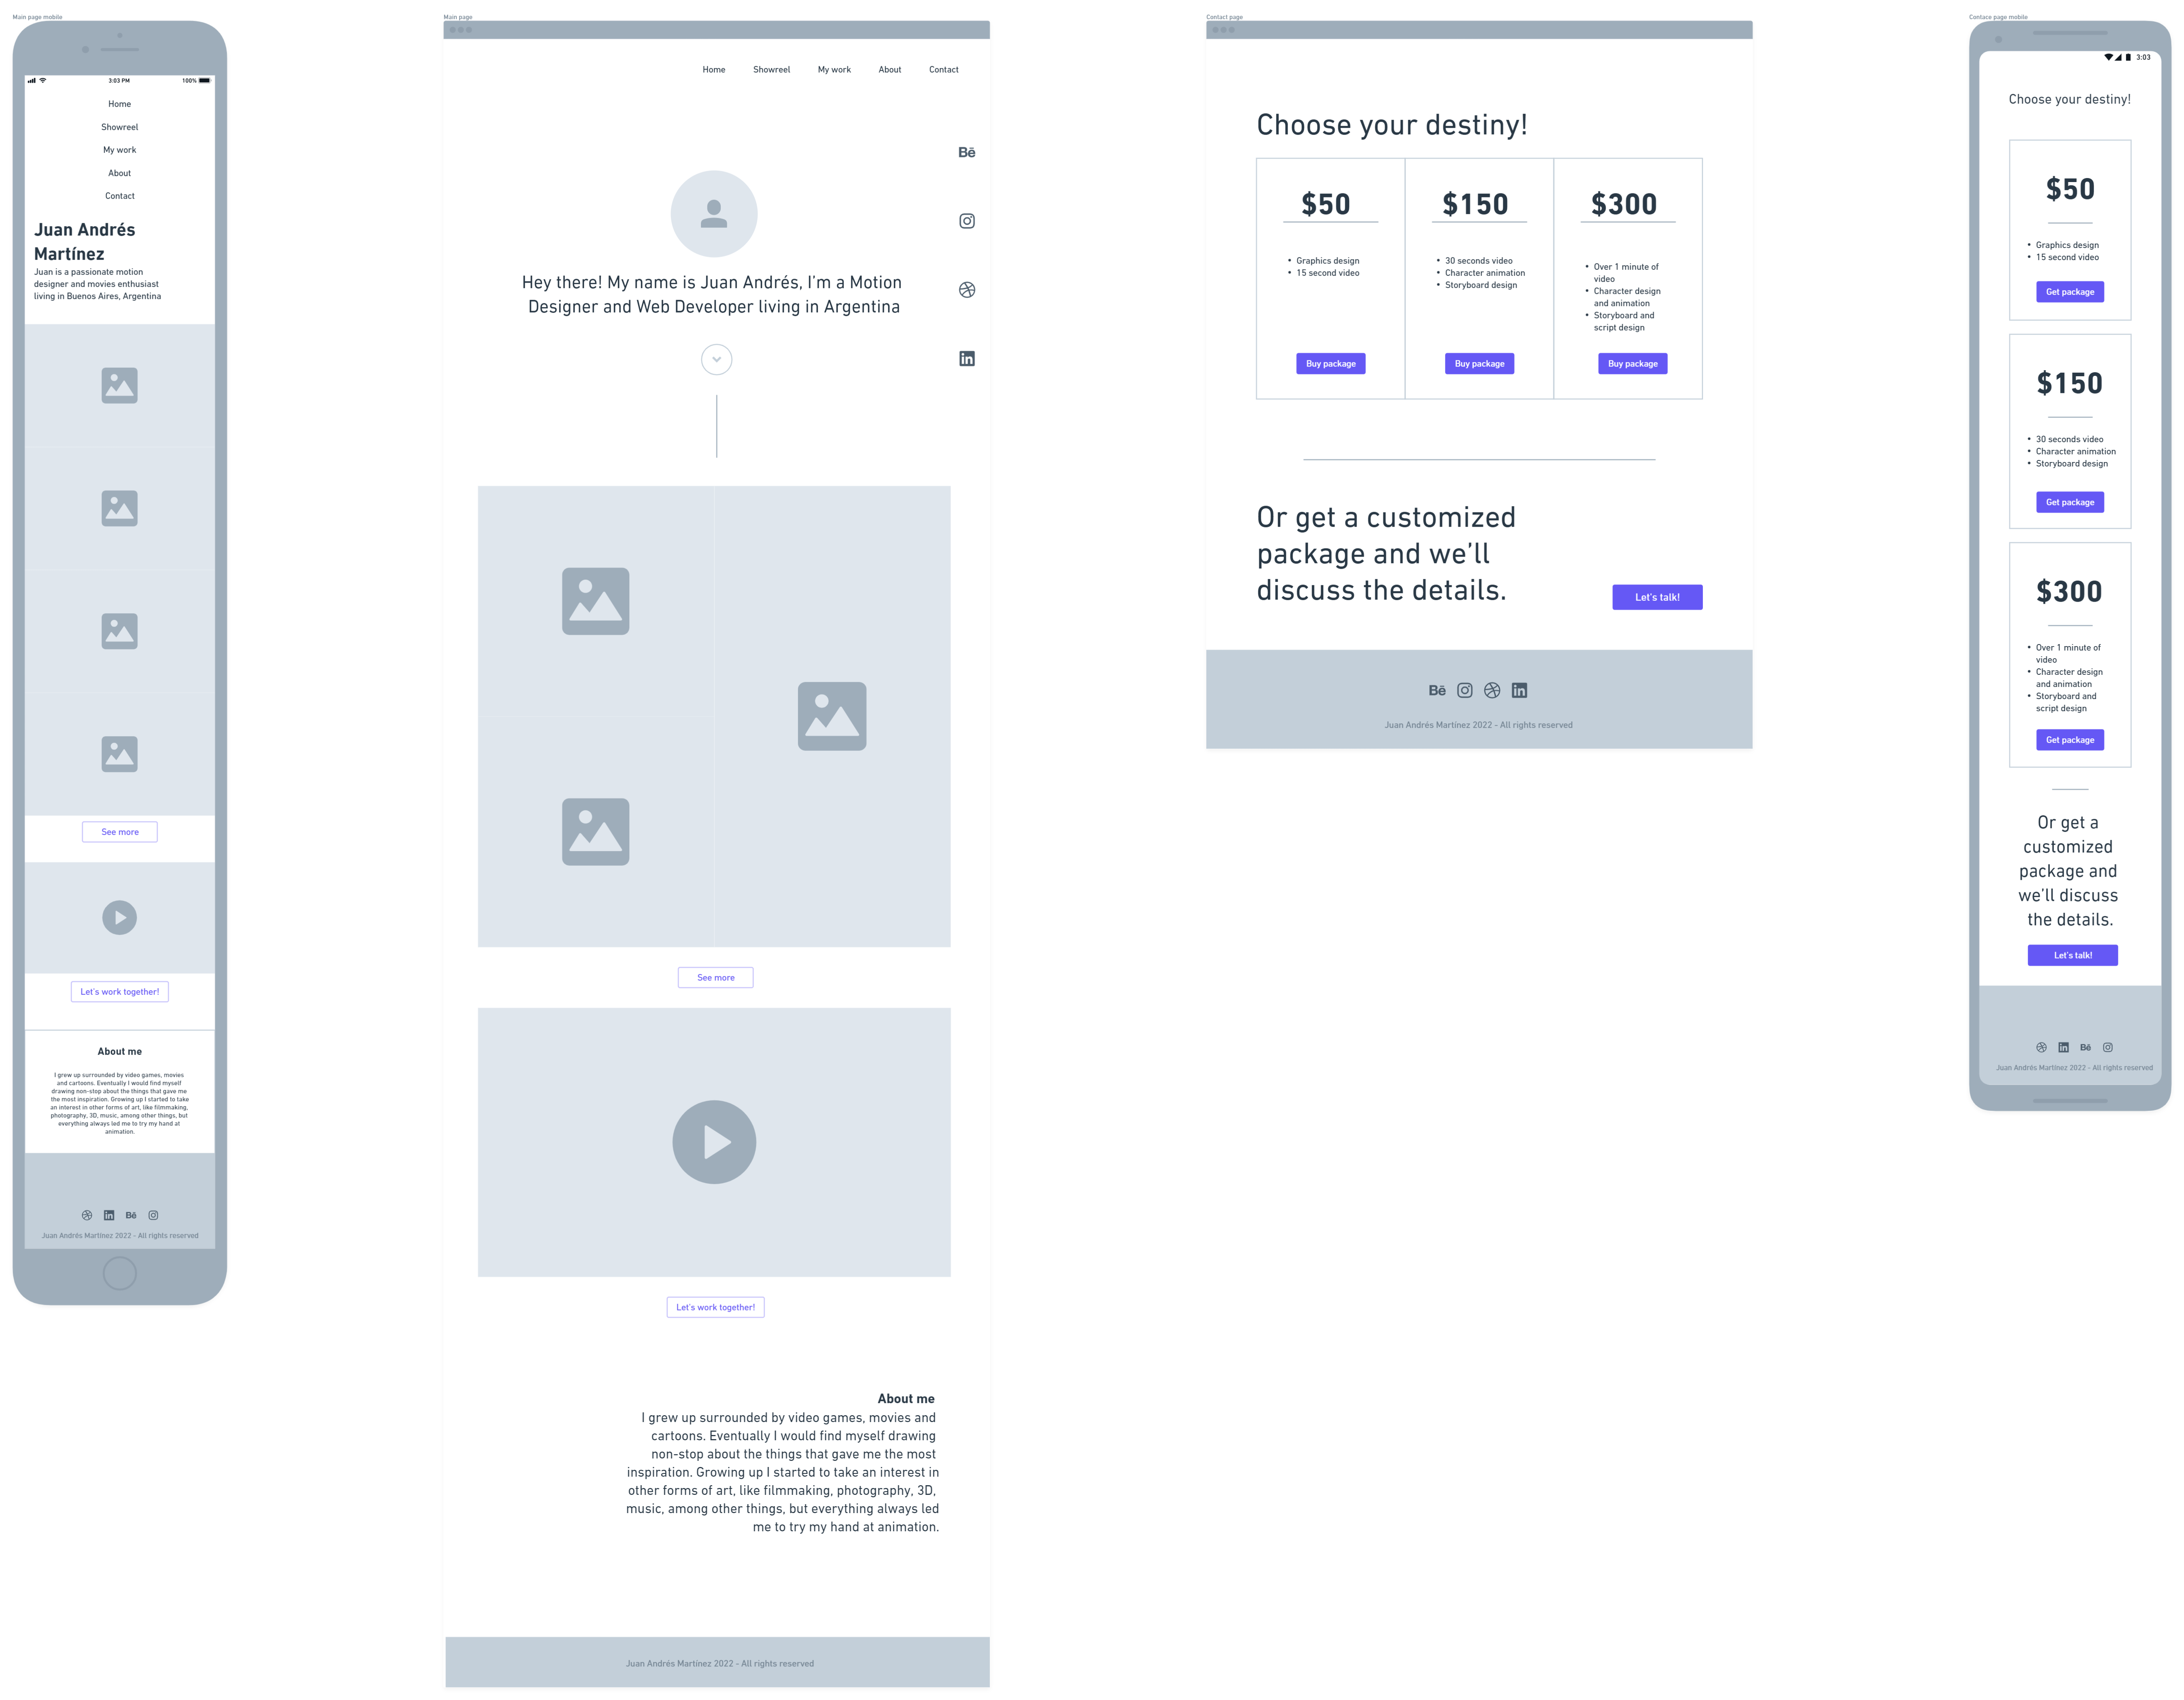 Main page mobile
3:03 PM
100%
Home
Showreel
My work
About
Contact
Juan Andrés
Martínez
Juan is a passionate motion
designer and movies enthusiast
living in Buenos Aires, Argentina
See more
Let's work together!
About me
I grew up surrounded by video games, movies
and cartoons. Eventually I would find myself
drawing non-stop about the things that gave me
the most inspiration. Growing up I started to take
an interest in other forms of art, like filmmaking,
photography, 3D, music, among other things, but
everything always led me to try my hand at
animation.
in Bē
Juan Andrés Martínez 2022 - All rights reserved
Main page
Home Showreel My work About Contact
Bē
Hey there! My name is Juan Andrés, I'm a Motion
Designer and Web Developer living in Argentina
in
See more
Let's work together!
About me
I grew up surrounded by video games, movies and
cartoons. Eventually I would find myself drawing
non-stop about the things that gave me the most
inspiration. Growing up I started to take an interest in
other forms of art, like filmmaking, photography, 3D,
music, among other things, but everything always led
me to try my hand at animation.
Juan Andrés Martínez 2022 - All rights reserved
Contact page
Choose your destiny!
$50
• Graphics design
• 15 second video
Buy package
$150
• 30 seconds video
• Character animation
• Storyboard design
Buy package
$300
• Over 1 minute of
video
• Character design
and animation
• Storyboard and
script design
Buy package
Or get a customized
package and we'll
discuss the details.
Let's talk!
Bē in
Juan Andrés Martínez 2022 - All rights reserved
Contace page mobile
3:03
Choose your destiny!
$50
• Graphics design
• 15 second video
Get package
$150
• 30 seconds video
• Character animation
• Storyboard design
Get package
$300
• Over 1 minute of
video
• Character design
and animation
• Storyboard and
script design
Get package
Or get a
customized
package and
we'll discuss
the details.
Let's talk!
in Bē
Juan Andrés Martínez 2022 - All rights reserved